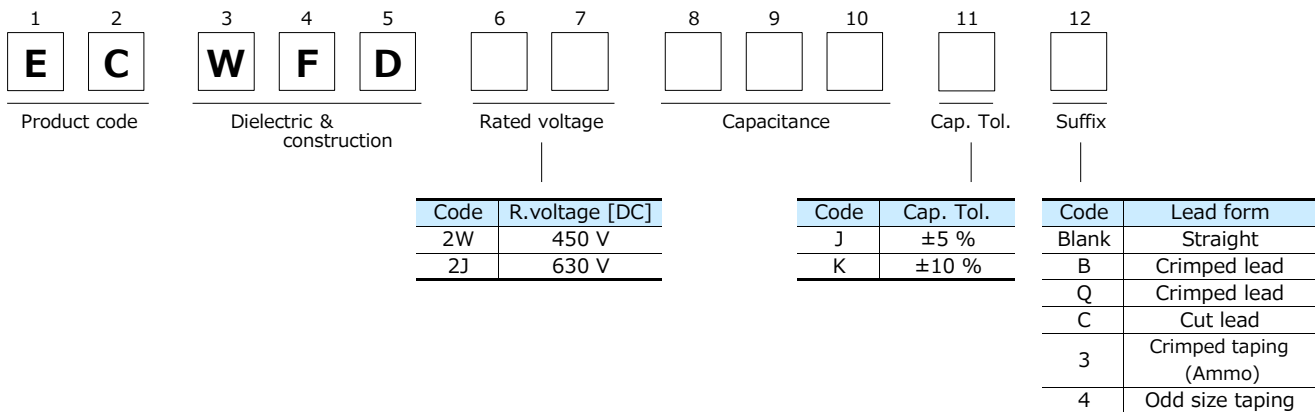 1 2 3 4 5 6 7 8 9 10 11 12
E C W F D
Product code Dielectric & construction Rated voltage Capacitance Cap. Tol. Suffix
Code R.voltage [DC]
2W 450 V
2J 630 V
Code Cap. Tol.
J ±5 %
K ±10 %
Code Lead form
Blank Straight
B Crimped lead
Q Crimped lead
C Cut lead
3 Crimped taping
(Ammo)
4 Odd size taping